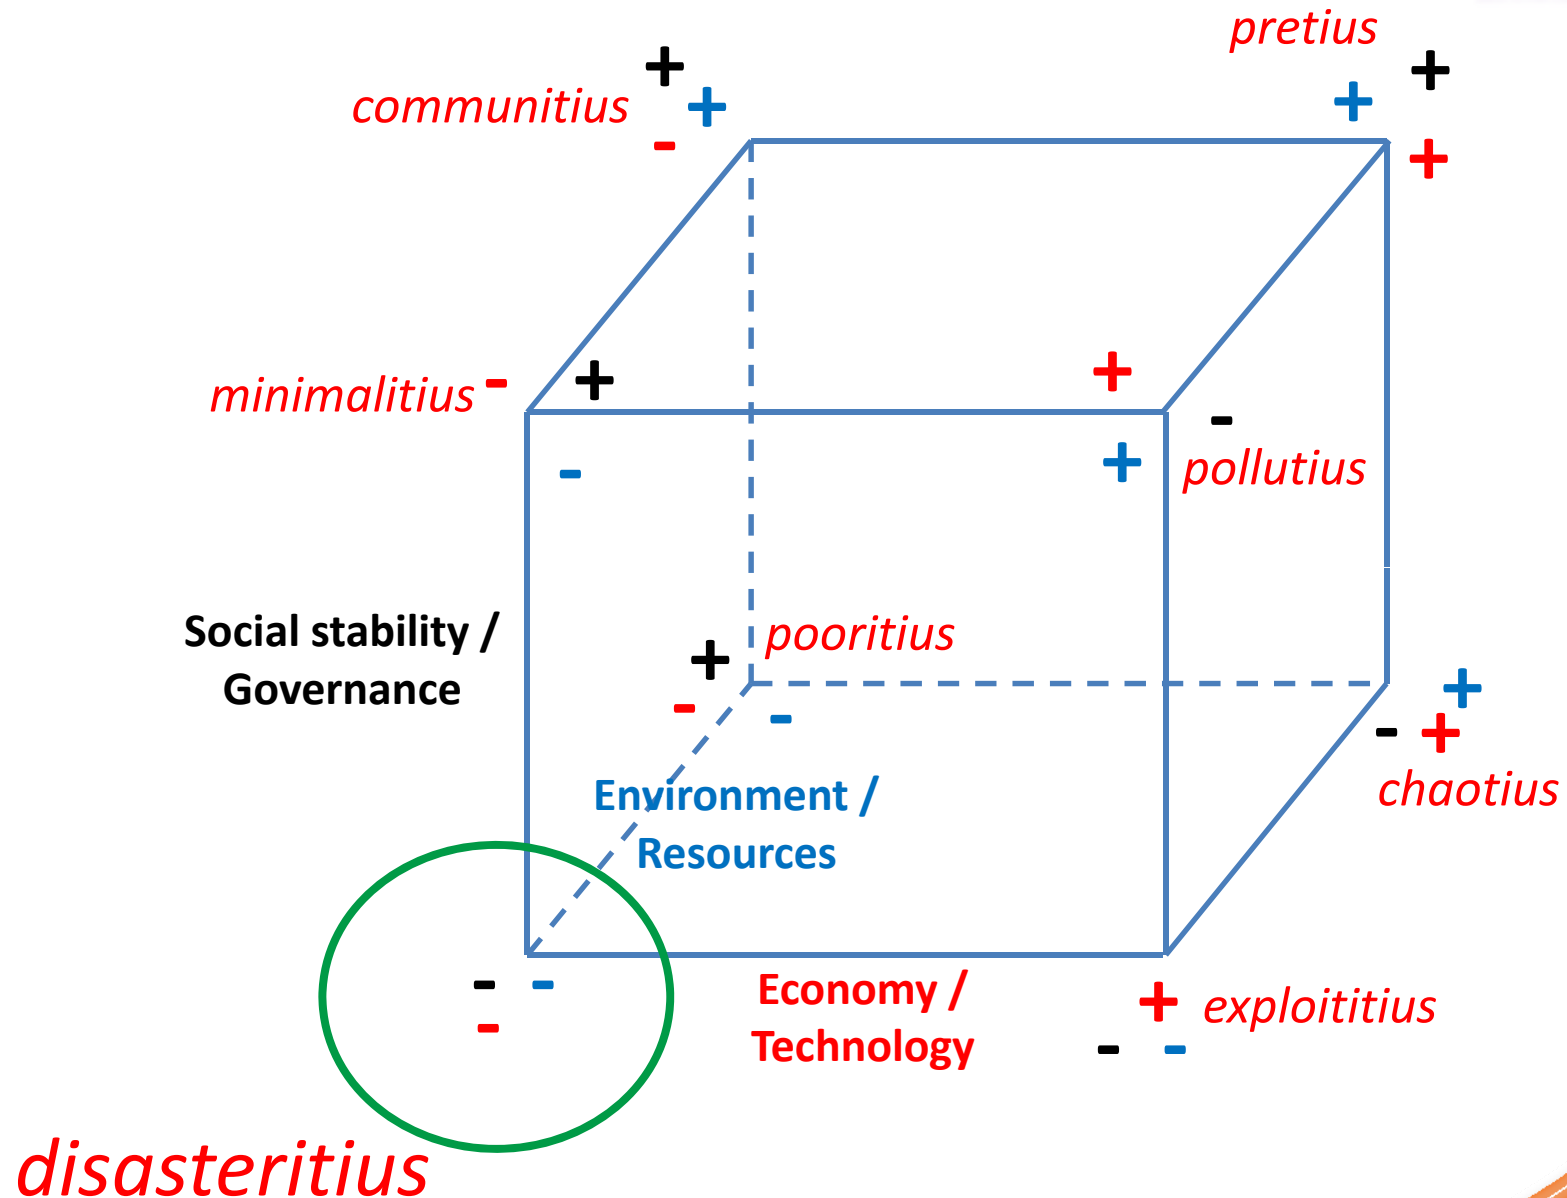 pretius
+
+
communitius
+
+
-
+
minimalitius
-
+
+
-
-
+
pollutius
Social stability /
Governance
pooritius
+
-
-
+
-
+
chaotius
Environment /
Resources
-
-
-
Economy /
Technology
+
exploititius
-
-
disasteritius